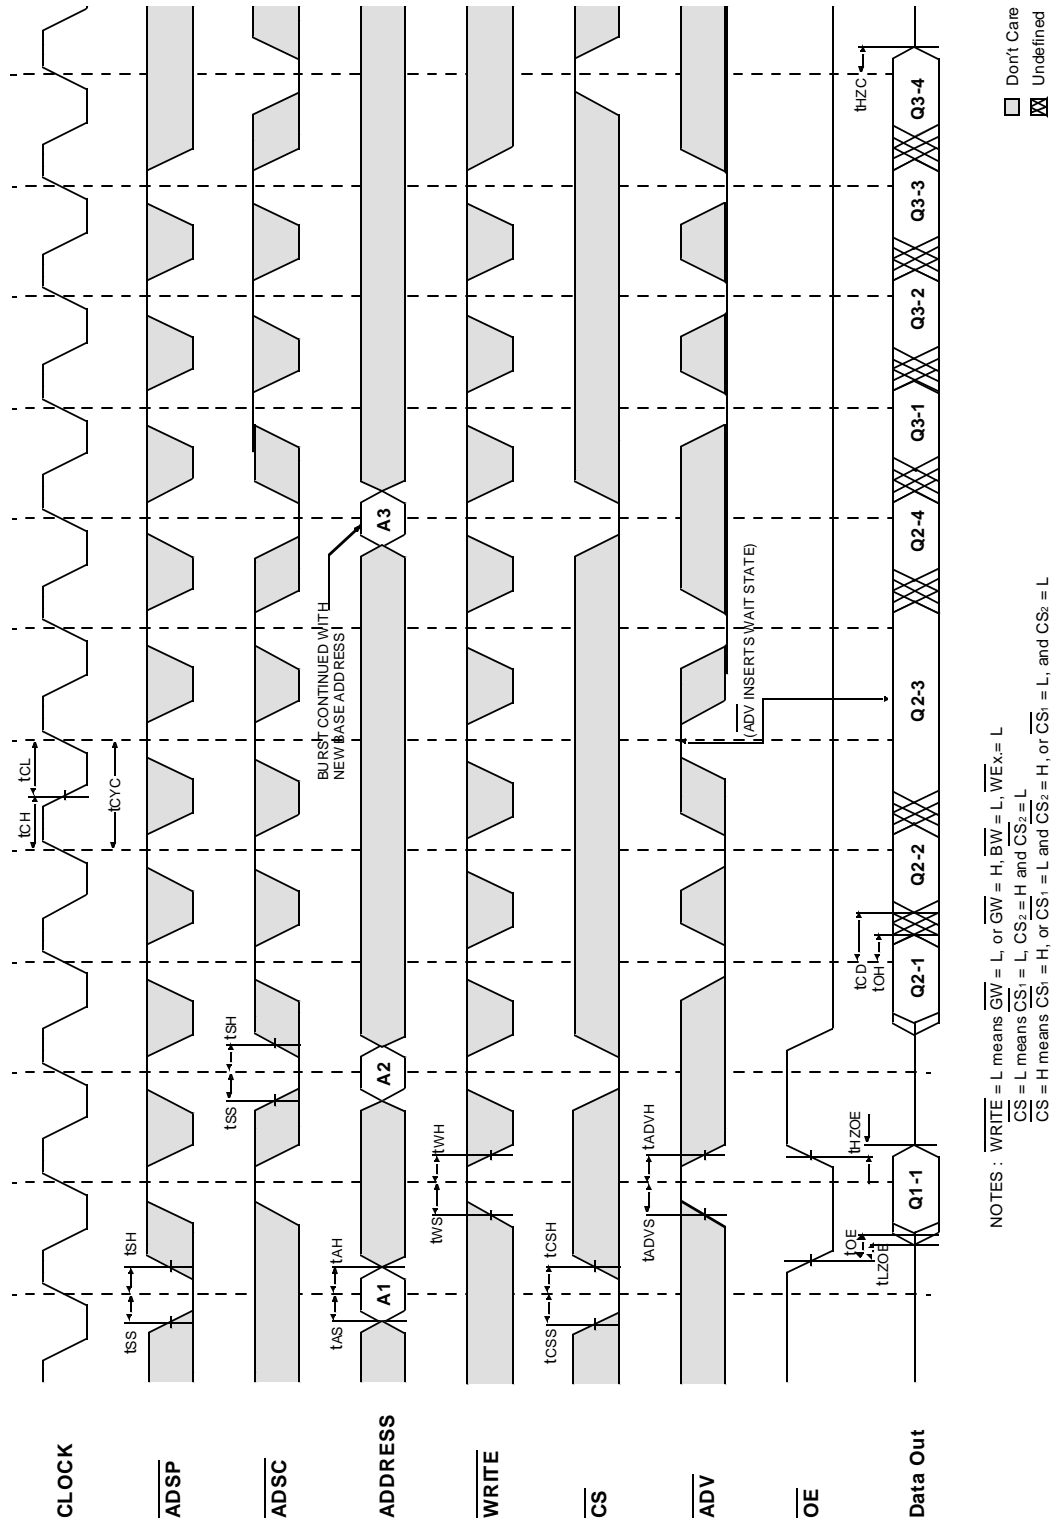 CLOCK
tCH
tCL
tCYC
ADSP
tSS
tSH
ADSC
tSS
tSH
ADDRESS
tAS
tAH
A1
A2
A3
BURST CONTINUED WITH
NEW BASE ADDRESS
WRITE
tWS
tWH
CS
tCSS
tCSH
ADV
tADVS
tADVH
(ADV INSERTS WAIT STATE)
OE
tOE
tLZOE
tHZOE
tCD
tOH
tHZC
Data Out
Q1-1
Q2-1
Q2-2
Q2-3
Q2-4
Q3-1
Q3-2
Q3-3
Q3-4
NOTES : WRITE = L means GW = L, or GW = H, BW = L, WEx.= L
CS = L means CS1 = L, CS2 = H and CS2 = L
CS = H means CS1 = H, or CS1 = L and CS2 = H, or CS1 = L, and CS2 = L
Don't Care
Undefined